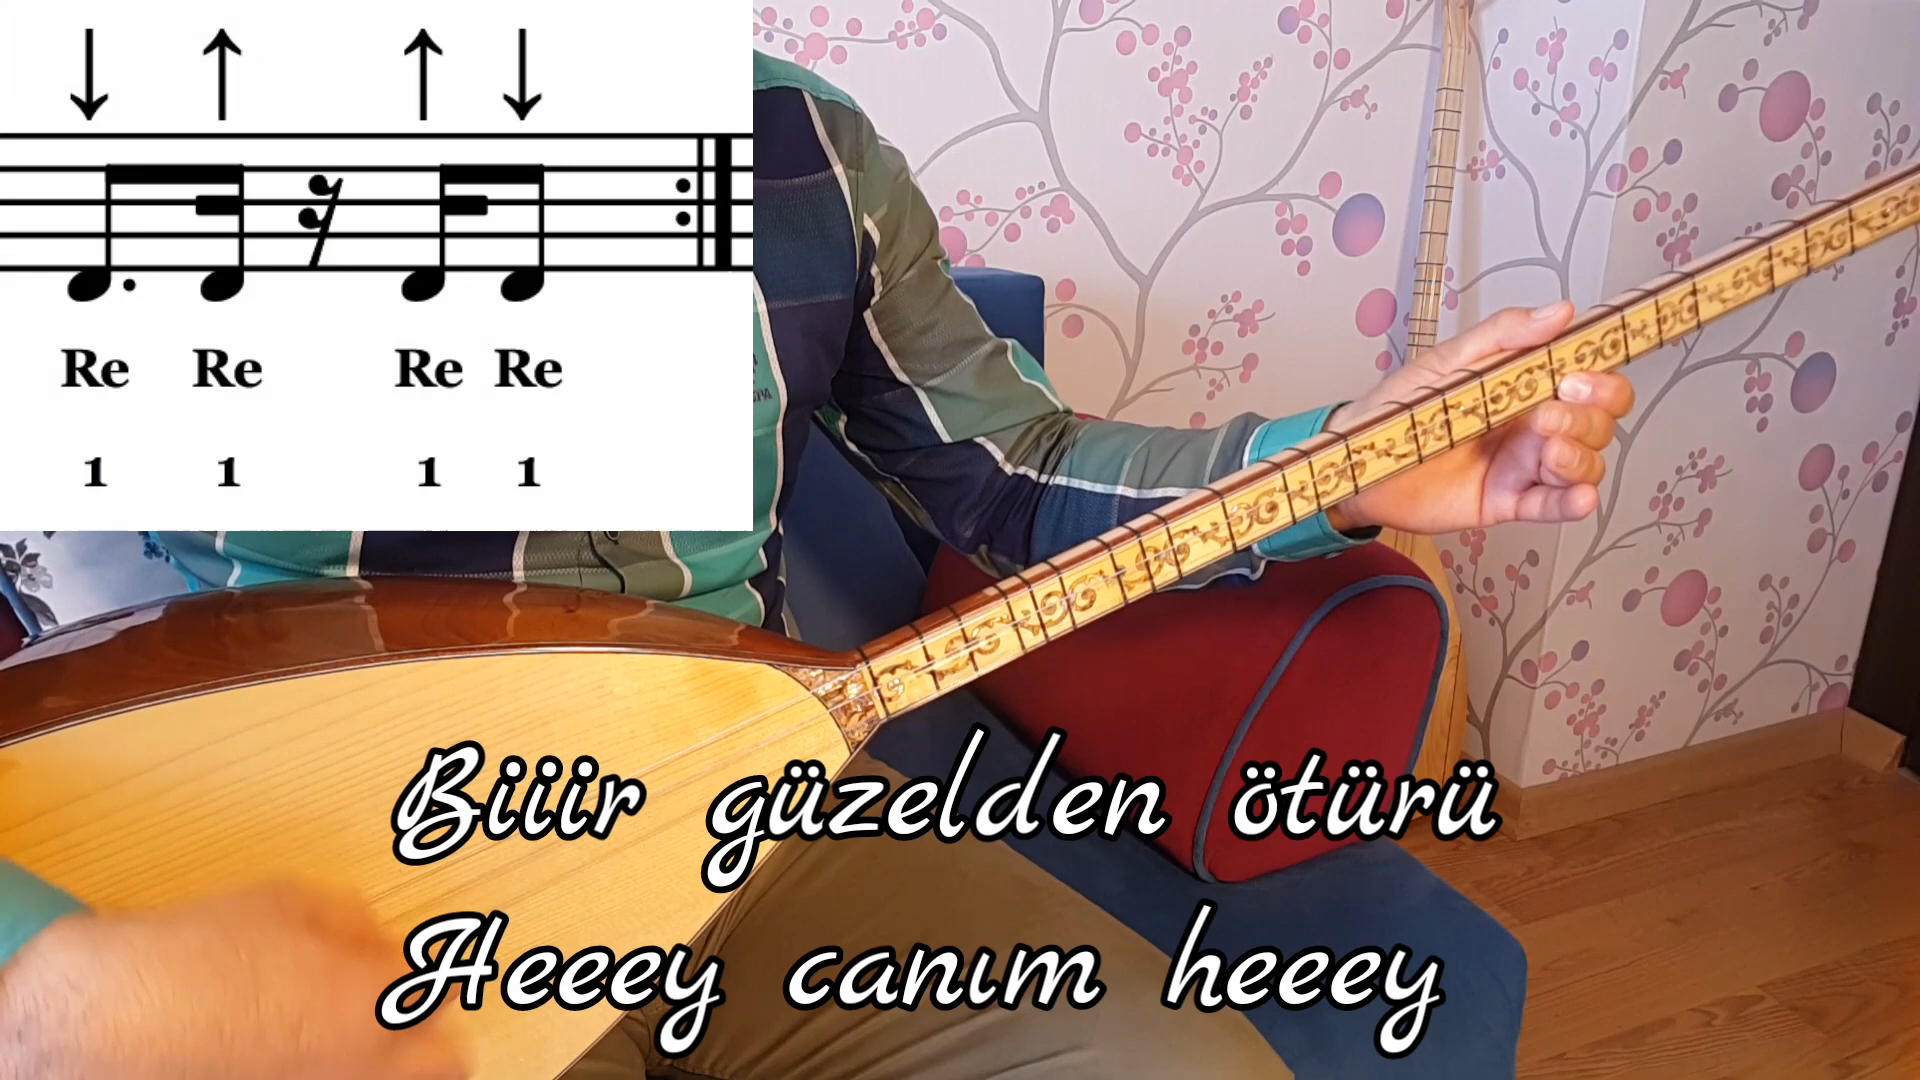 Re Re Re Re
1 1 1 1
Biiir güzelden ötürü
Heeey canım heeey